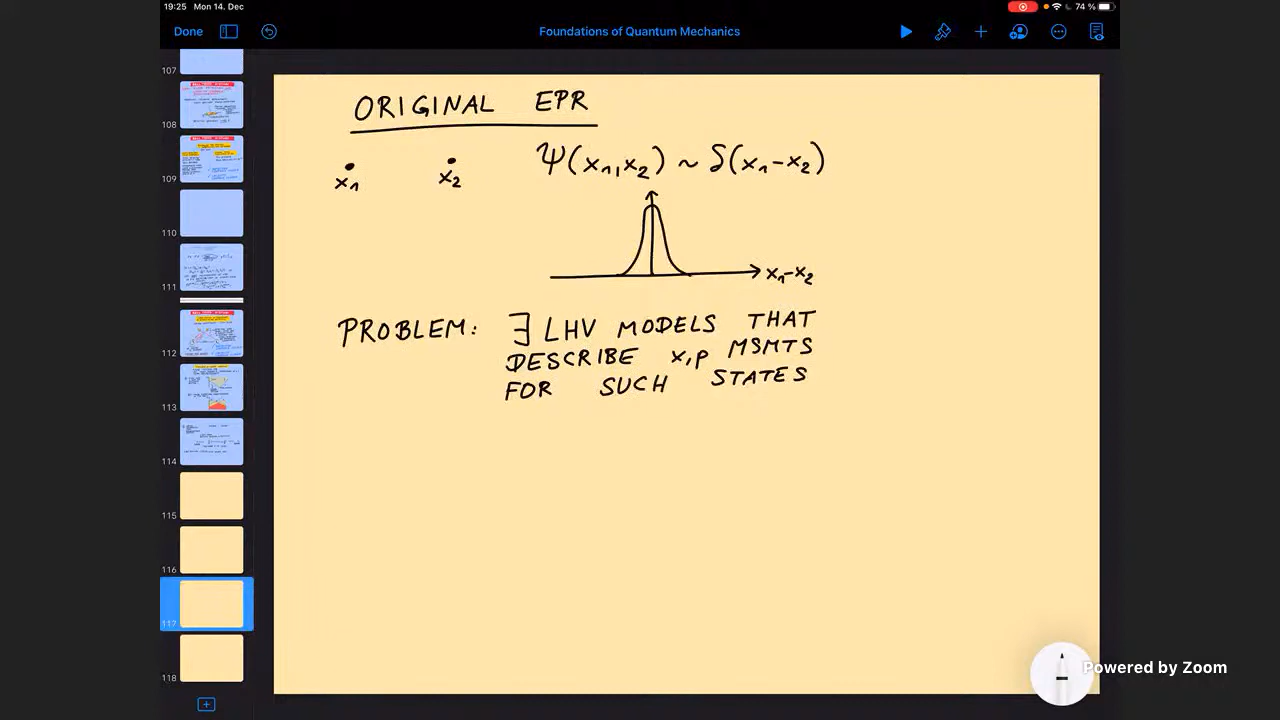 19:25 Mon 14. Dec
74 %
Done
Foundations of Quantum Mechanics
107
108
109
110
111
112
113
114
115
116
117
118
ORIGINAL EPR
x₁ x₂ Ψ(x₁,x₂) ~ δ(x₁-x₂)
x₁-x₂
PROBLEM: ∃ LHV MODELS THAT
DESCRIBE x,p MSMTS
FOR SUCH STATES
Powered by Zoom